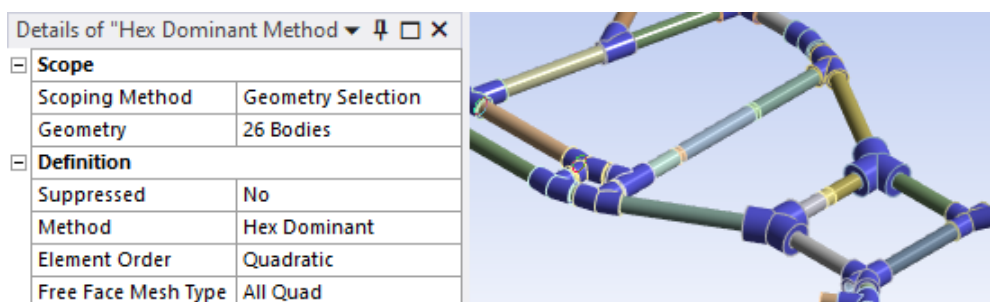 Details of "Hex Dominant Method
Scope
Scoping Method Geometry Selection
Geometry 26 Bodies
Definition
Suppressed No
Method Hex Dominant
Element Order Quadratic
Free Face Mesh Type All Quad